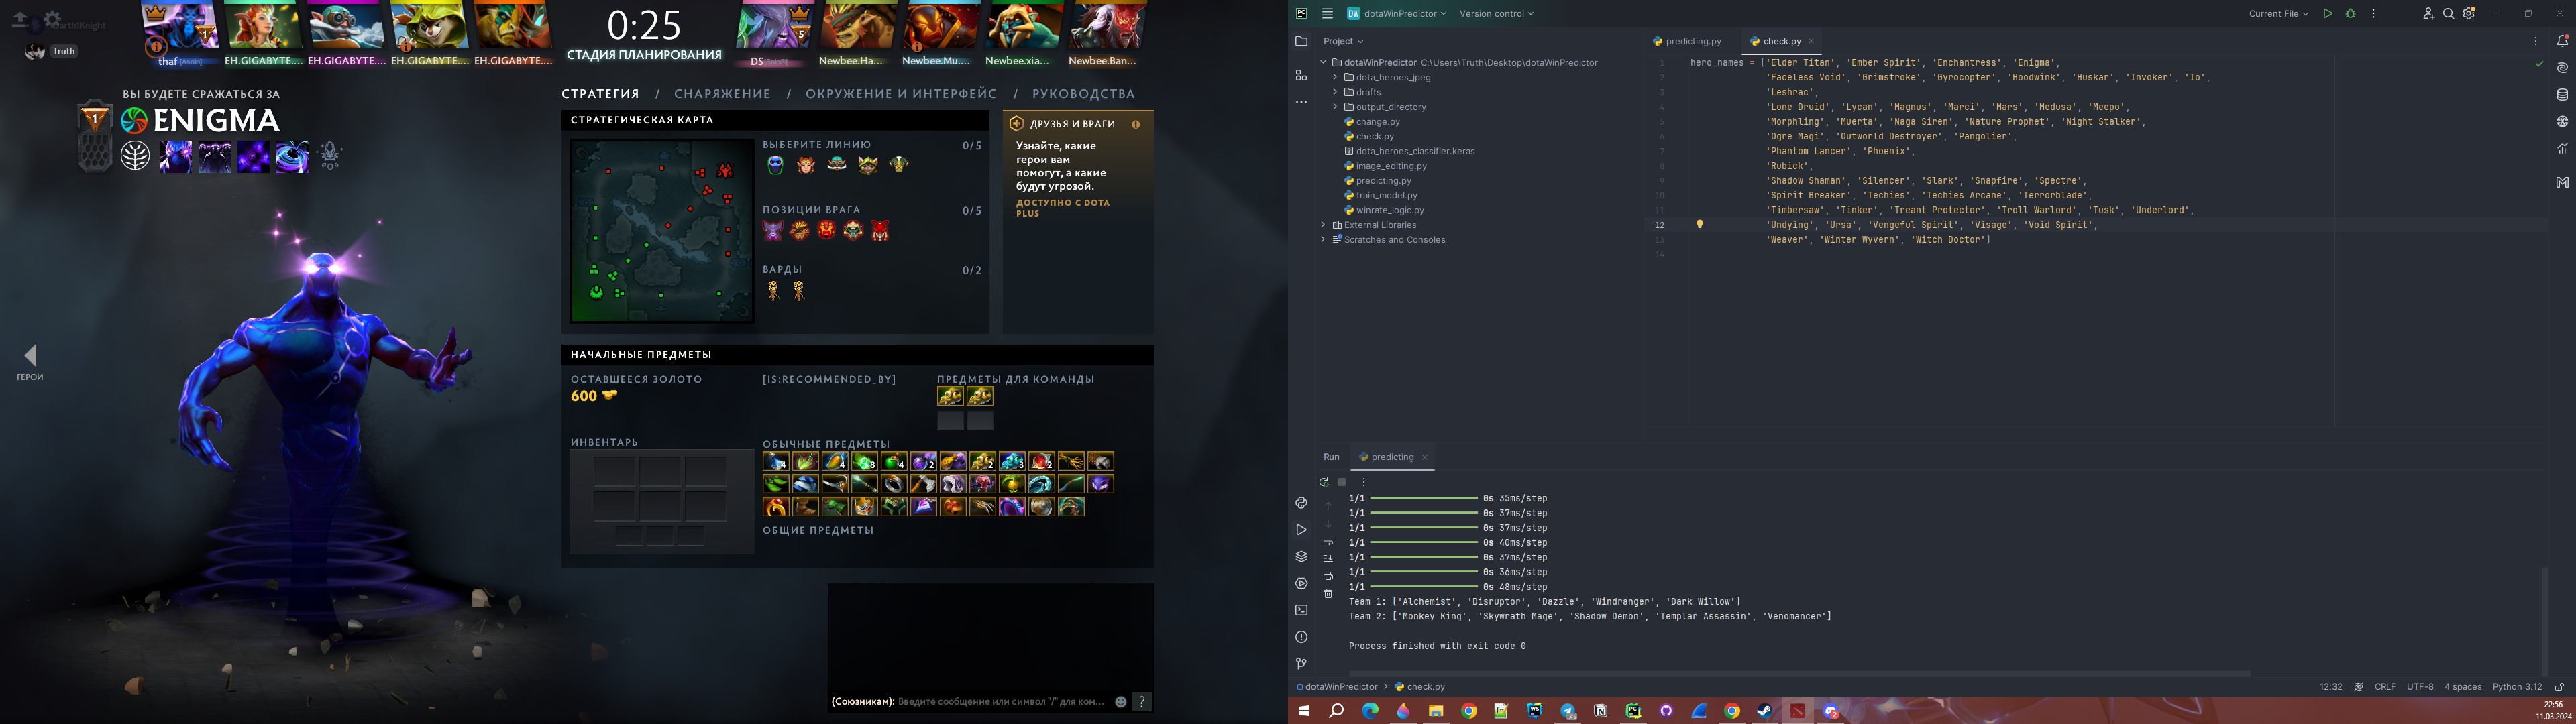 Truth
thaf [Asobi]
EH.GIGABYTE....
EH.GIGABYTE....
EH.GIGABYTE....
EH.GIGABYTE....
0:25
СТАДИЯ ПЛАНИРОВАНИЯ
DS
Newbee.Ha...
Newbee.Mu....
Newbee.xia...
Newbee.Ban...
1
5
ВЫ БУДЕТЕ СРАЖАТЬСЯ ЗА
ENIGMA
1
ГЕРОИ
СТРАТЕГИЯ / СНАРЯЖЕНИЕ / ОКРУЖЕНИЕ И ИНТЕРФЕЙС / РУКОВОДСТВА
СТРАТЕГИЧЕСКАЯ КАРТА
ВЫБЕРИТЕ ЛИНИЮ 0/5
ПОЗИЦИИ ВРАГА 0/5
ВАРДЫ 0/2
ДРУЗЬЯ И ВРАГИ
Узнайте, какие
герои вам
помогут, а какие
будут угрозой.
ДОСТУПНО С DOTA
PLUS
НАЧАЛЬНЫЕ ПРЕДМЕТЫ
ОСТАВШЕЕСЯ ЗОЛОТО
600
[!S:RECOMMENDED_BY]
ПРЕДМЕТЫ ДЛЯ КОМАНДЫ
ИНВЕНТАРЬ
ОБЫЧНЫЕ ПРЕДМЕТЫ
4 4 8 4 2 2 3 2
ОБЩИЕ ПРЕДМЕТЫ
(Союзникам): Введите сообщение или символ "/" для ком...
?
DW dotaWinPredictor Version control Current File
Project
dotaWinPredictor C:\Users\Truth\Desktop\dotaWinPredictor
dota_heroes_jpeg
drafts
output_directory
change.py
check.py
dota_heroes_classifier.keras
image_editing.py
predicting.py
train_model.py
winrate_logic.py
External Libraries
Scratches and Consoles
predicting.py check.py
1 hero_names = ['Elder Titan', 'Ember Spirit', 'Enchantress', 'Enigma',
2 'Faceless Void', 'Grimstroke', 'Gyrocopter', 'Hoodwink', 'Huskar', 'Invoker', 'Io',
3 'Leshrac',
4 'Lone Druid', 'Lycan', 'Magnus', 'Marci', 'Mars', 'Medusa', 'Meepo',
5 'Morphling', 'Muerta', 'Naga Siren', 'Nature Prophet', 'Night Stalker',
6 'Ogre Magi', 'Outworld Destroyer', 'Pangolier',
7 'Phantom Lancer', 'Phoenix',
8 'Rubick',
9 'Shadow Shaman', 'Silencer', 'Slark', 'Snapfire', 'Spectre',
10 'Spirit Breaker', 'Techies', 'Techies Arcane', 'Terrorblade',
11 'Timbersaw', 'Tinker', 'Treant Protector', 'Troll Warlord', 'Tusk', 'Underlord',
12 'Undying', 'Ursa', 'Vengeful Spirit', 'Visage', 'Void Spirit',
13 'Weaver', 'Winter Wyvern', 'Witch Doctor']
14
Run predicting
1/1 0s 35ms/step
1/1 0s 37ms/step
1/1 0s 37ms/step
1/1 0s 40ms/step
1/1 0s 37ms/step
1/1 0s 36ms/step
1/1 0s 48ms/step
Team 1: ['Alchemist', 'Disruptor', 'Dazzle', 'Windranger', 'Dark Willow']
Team 2: ['Monkey King', 'Skywrath Mage', 'Shadow Demon', 'Templar Assassin', 'Venomancer']
Process finished with exit code 0
dotaWinPredictor check.py
12:32 CRLF UTF-8 4 spaces Python 3.12
22:56
11.03.2024